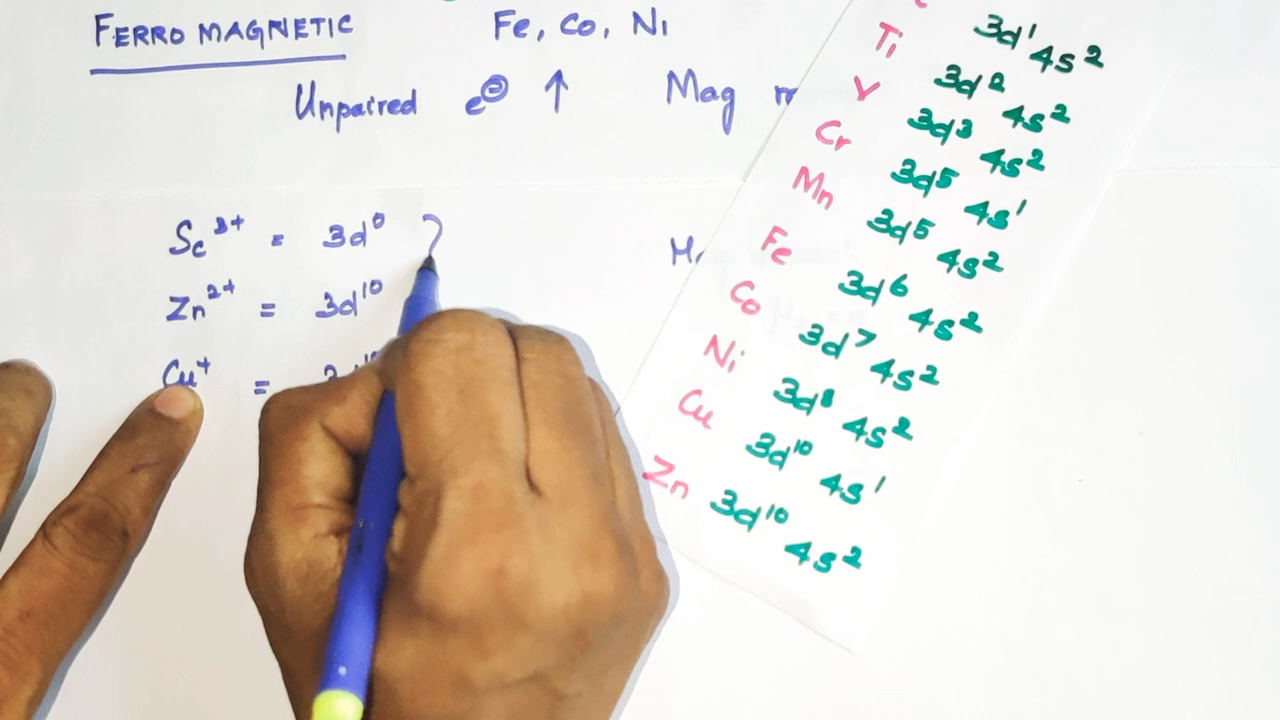 FERROMAGNETIC Fe, Co, Ni
Unpaired e⊖ ↑ Mag
Sc³⁺ = 3d⁰
Zn²⁺ = 3d¹⁰
Cu⁺ =
3d¹ 4s²
Ti 3d² 4s²
V 3d³ 4s²
Cr 3d⁵ 4s¹
Mn 3d⁵ 4s²
Fe 3d⁶ 4s²
Co 3d⁷ 4s²
Ni 3d⁸ 4s²
Cu 3d¹⁰ 4s¹
Zn 3d¹⁰ 4s²